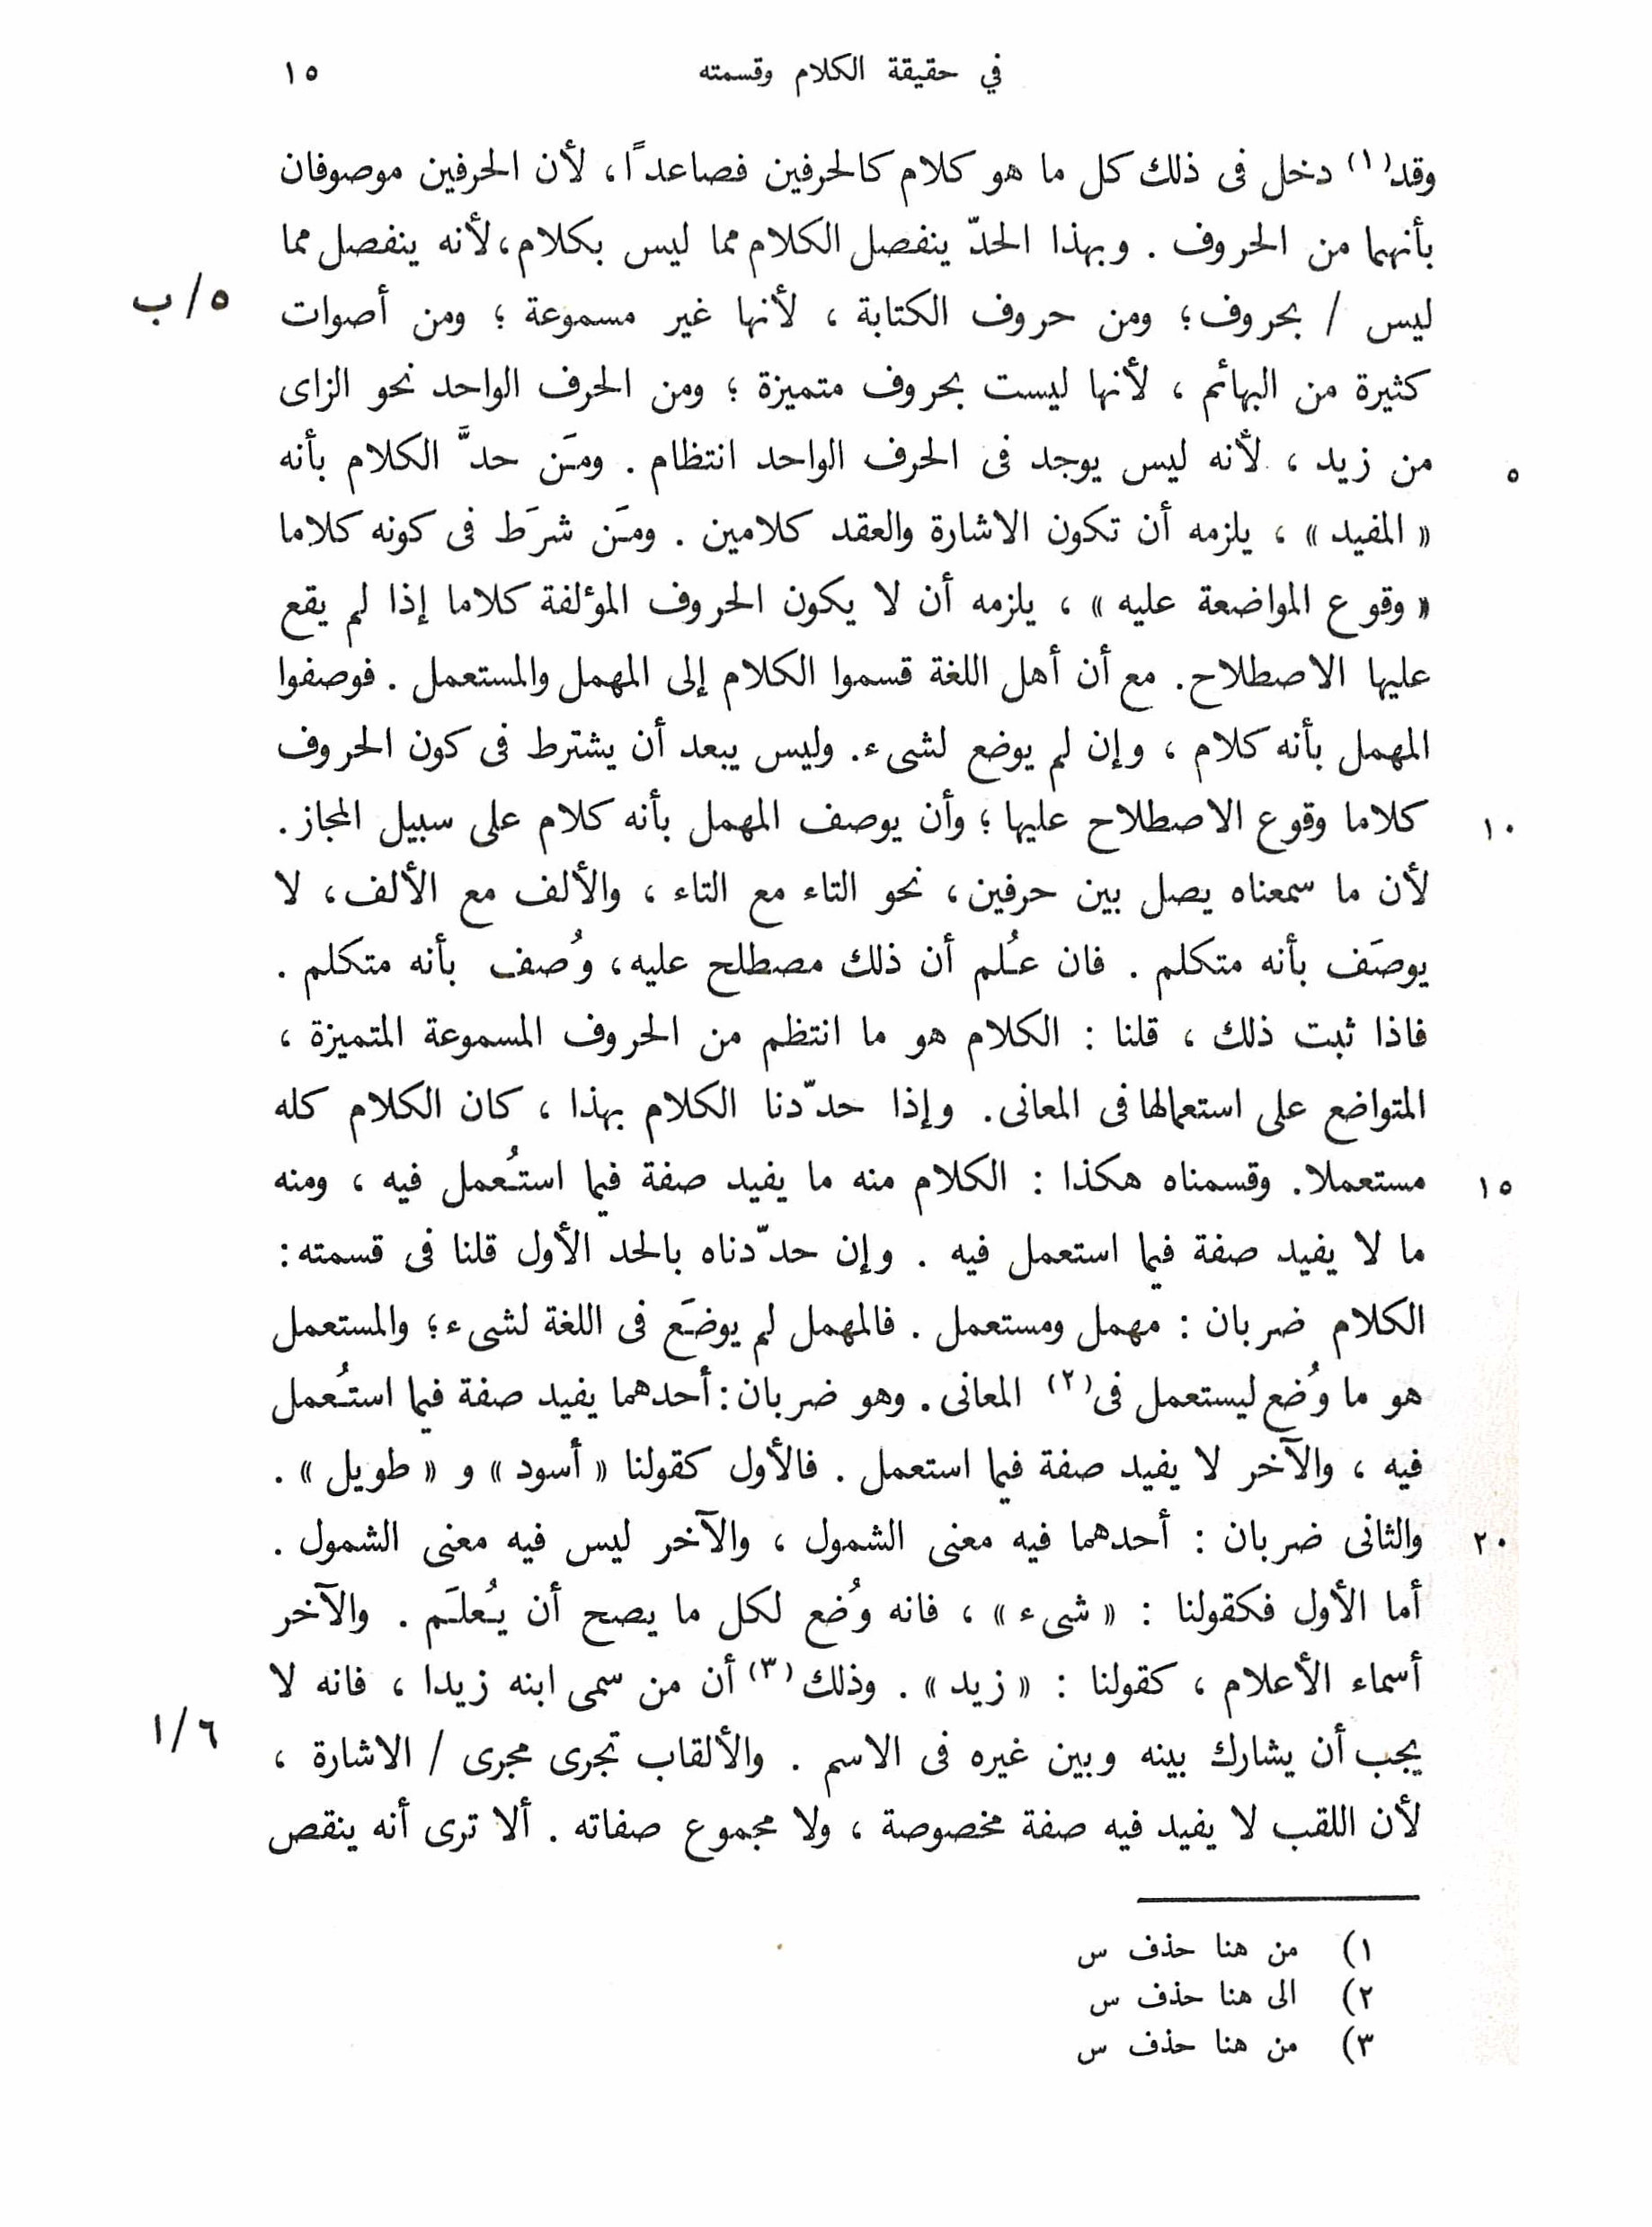 في حقيقة الكلام وقسمته ١٥
وقد(١) دخل فى ذلك كل ما هو كلام كالحرفين فصاعداً، لأن الحرفين موصوفان
بأنهما من الحروف . وبهذا الحدّ ينفصل الكلام مما ليس بكلام، لأنه ينفصل مما
ليس / بحروف؛ ومن حروف الكتابة ، لأنها غير مسموعة ؛ ومن أصوات ٥/ب
كثيرة من البهائم ، لأنها ليست بحروف متميزة ؛ ومن الحرف الواحد نحو الزاى
من زيد ، لأنه ليس يوجد فى الحرف الواحد انتظام . ومَن حدَّ الكلام بأنه ٥
« المفيد » ، يلزمه أن تكون الاشارة والعقد كلامين . ومَن شرَط فى كونه كلاما
« وقوع المواضعة عليه » ، يلزمه أن لا يكون الحروف المؤلفة كلاما إذا لم يقع
عليها الاصطلاح. مع أن أهل اللغة قسموا الكلام إلى المهمل والمستعمل . فوصفوا
المهمل بأنه كلام ، وإن لم يوضع لشىء. وليس يبعد أن يشترط فى كون الحروف
كلاما وقوع الاصطلاح عليها ؛ وأن يوصف المهمل بأنه كلام على سبيل المجاز. ١٠
لأن ما سمعناه يصل بين حرفين، نحو التاء مع التاء ، والألف مع الألف، لا
يوصَف بأنه متكلم . فان عُلم أن ذلك مصطلح عليه، وُصف بأنه متكلم .
فاذا ثبت ذلك ، قلنا : الكلام هو ما انتظم من الحروف المسموعة المتميزة ،
المتواضع على استعمالها فى المعانى. وإذا حدّدنا الكلام بهذا ، كان الكلام كله
مستعملا. وقسمناه هكذا : الكلام منه ما يفيد صفة فيما استُعمل فيه ، ومنه ١٥
ما لا يفيد صفة فيما استعمل فيه . وإن حدّدناه بالحد الأول قلنا فى قسمته:
الكلام ضربان : مهمل ومستعمل . فالمهمل لم يوضَع فى اللغة لشىء؛ والمستعمل
هو ما وُضع ليستعمل فى(٢) المعانى. وهو ضربان: أحدهما يفيد صفة فيما استُعمل
فيه ، والآخر لا يفيد صفة فيما استعمل . فالأول كقولنا « أسود » و « طويل » .
والثانى ضربان : أحدهما فيه معنى الشمول ، والآخر ليس فيه معنى الشمول . ٢٠
أما الأول فكقولنا : « شىء » ، فانه وُضع لكل ما يصح أن يُعلَم . والآخر
أسماء الأعلام ، كقولنا : « زيد » . وذلك(٣) أن من سمى ابنه زيدا ، فانه لا
يجب أن يشارك بينه وبين غيره فى الاسم . والألقاب تجرى مجرى / الاشارة ، ٦/ا
لأن اللقب لا يفيد فيه صفة مخصوصة ، ولا مجموع صفاته . ألا ترى أنه ينقص
١) من هنا حذف س
٢) الى هنا حذف س
٣) من هنا حذف س